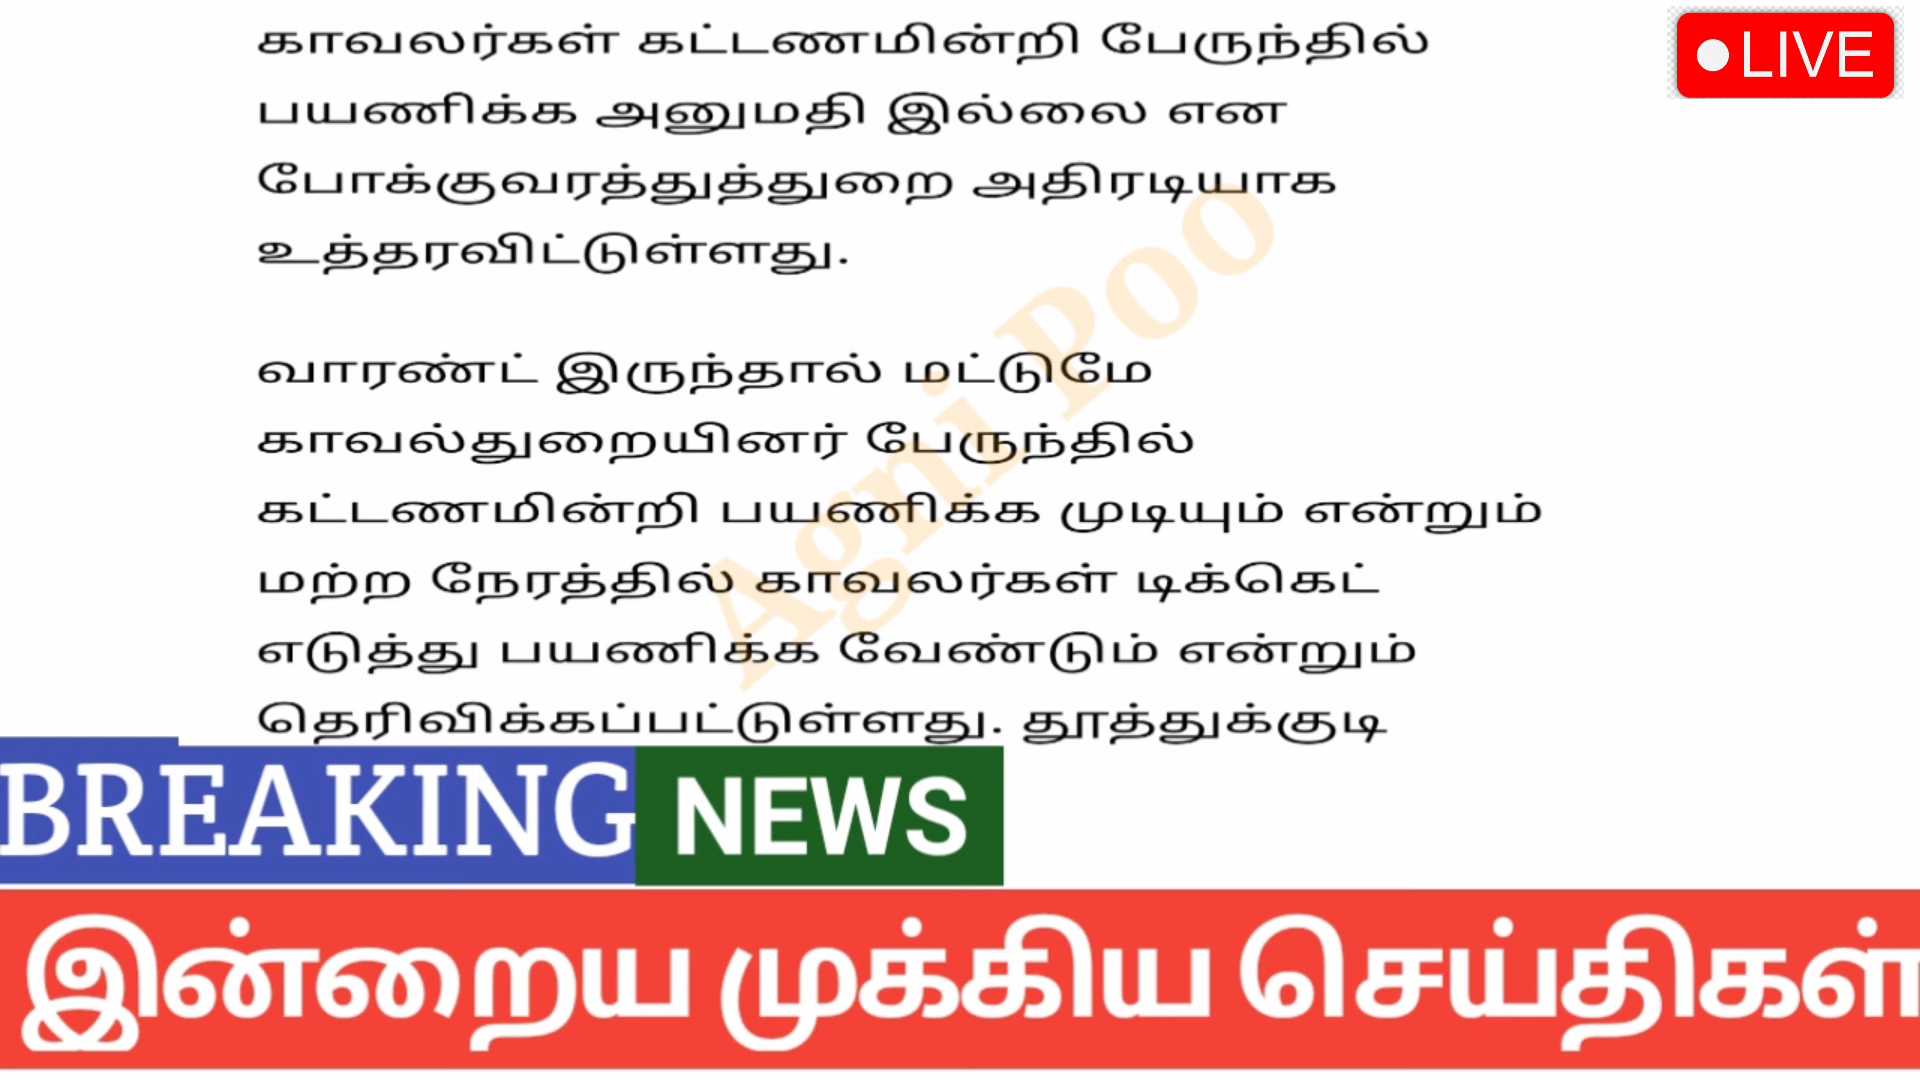 காவலர்கள் கட்டணமின்றி பேருந்தில்
LIVE
பயணிக்க அனுமதி இல்லை என
போக்குவரத்துத்துறை அதிரடியாக
உத்தரவிட்டுள்ளது.
வாரண்ட் இருந்தால் மட்டுமே
காவல்துறையினர் பேருந்தில்
கட்டணமின்றி பயணிக்க முடியும் என்றும்
மற்ற நேரத்தில் காவலர்கள் டிக்கெட்
எடுத்து பயணிக்க வேண்டும் என்றும்
தெரிவிக்கப்பட்டுள்ளது. தூத்துக்குடி
Agni Poo
BREAKING NEWS
இன்றைய முக்கிய செய்திகள்